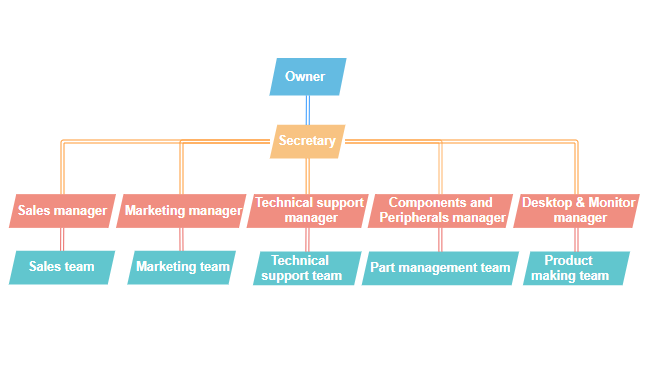 Owner
Secretary
Sales manager
Marketing manager
Technical support
manager
Components and
Peripherals manager
Desktop & Monitor
manager
Sales team
Marketing team
Technical
support team
Part management team
Product
making team